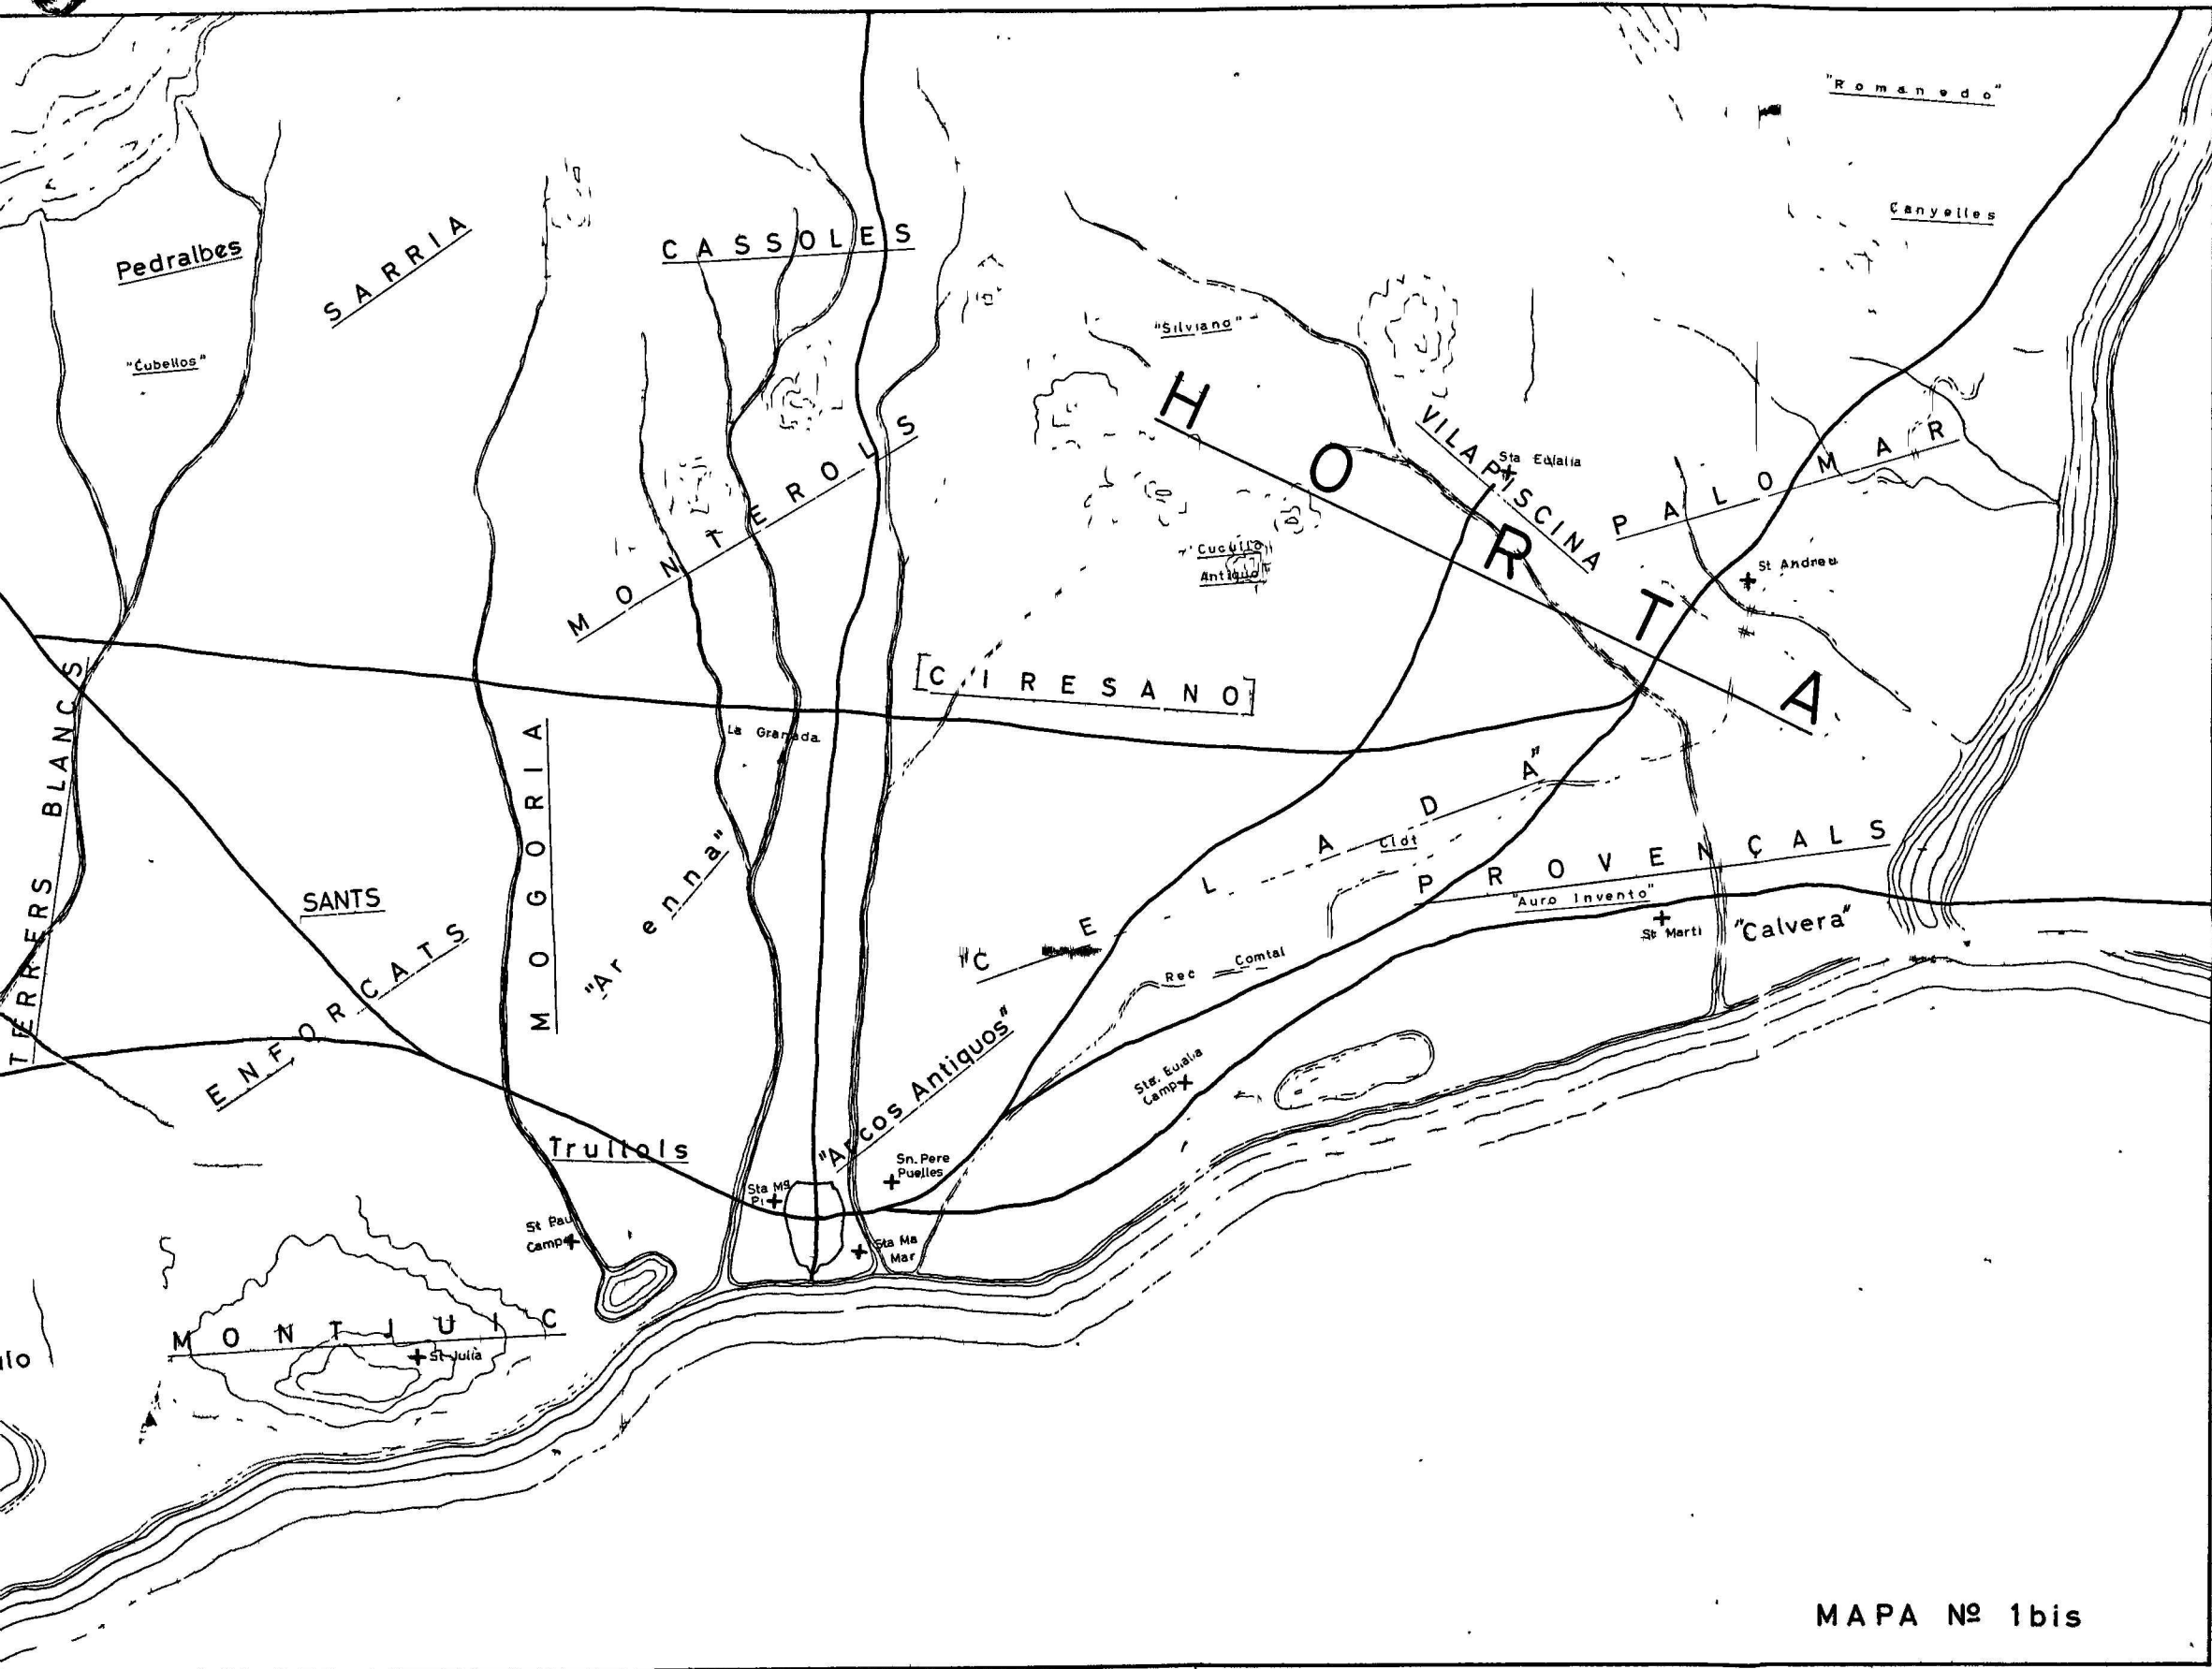 "Romanedo"
Canyelles
Pedralbes
SARRIA
CASSOLES
"Cubellos"
"Silviano"
HORTA
VILAPISCINA
Sta Eulalia
PALOMAR
MONTEROLS
Antiquo
St Andreu
[CIRESANO]
TERRERS BLANCS
MOGORIA
La Granada
"Arenna"
"CELADA"
Clot
PROVENÇALS
"Auro Invento"
St Marti
"Calvera"
SANTS
ENFORCATS
Rec Comtal
"Arcos Antiquos"
Sta. Eulalia
Camp
Trullols
Sn. Pere
Puelles
Sta Mª
Pi
St Pau
Camp
Sta Ma
Mar
MONTJUIC
St Julià
llo
MAPA Nº 1bis